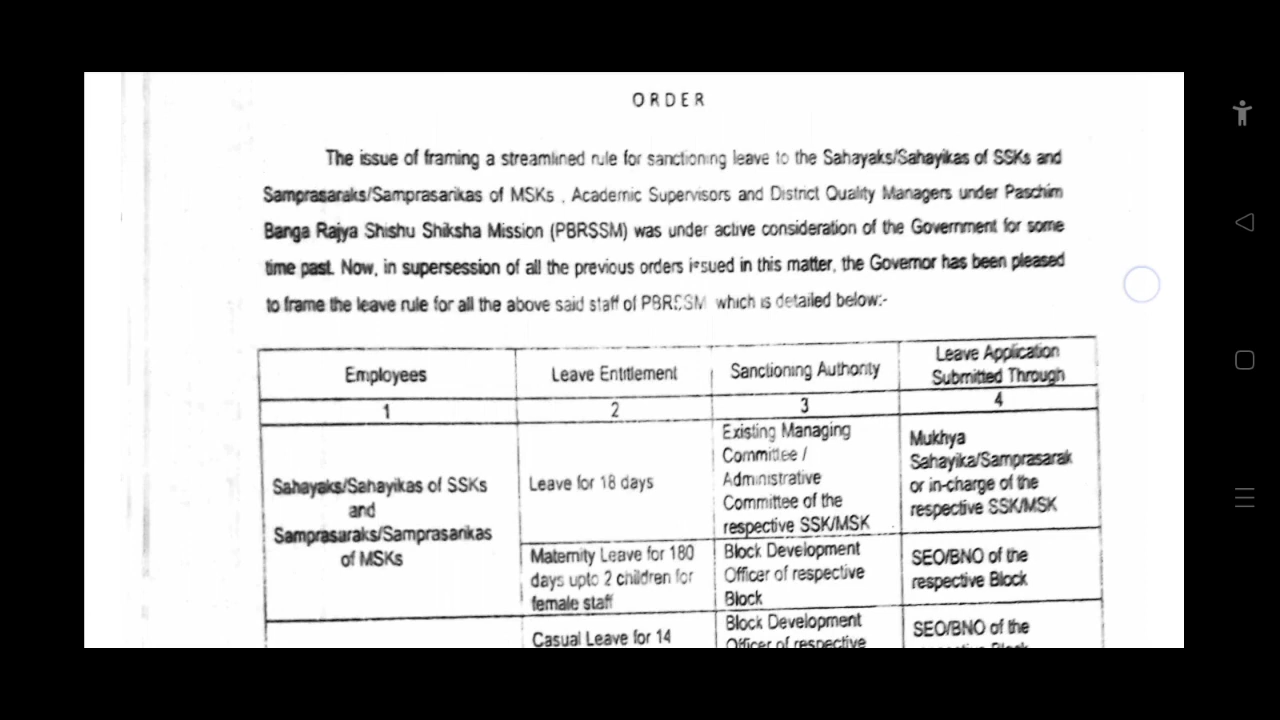 ORDER
The issue of framing a streamlined rule for sanctioning leave to the Sahayaks/Sahayikas of SSKs and
Samprasaraks/Samprasarikas of MSKs , Academic Supervisors and District Quality Managers under Paschim
Banga Rajya Shishu Shiksha Mission (PBRSSM) was under active consideration of the Government for some
time past. Now, in supersession of all the previous orders issued in this matter, the Governor has been pleased
to frame the leave rule for all the above said staff of PBRSSM which is detailed below:-
Employees
Leave Entitlement
Sanctioning Authority
Leave Application
Submitted Through
1
2
3
4
Sahayaks/Sahayikas of SSKs
and
Samprasaraks/Samprasarikas
of MSKs
Leave for 18 days
Existing Managing
Committee /
Administrative
Committee of the
respective SSK/MSK
Mukhya
Sahayika/Samprasarak
or in-charge of the
respective SSK/MSK
Maternity Leave for 180
days upto 2 children for
female staff
Block Development
Officer of respective
Block
SEO/BNO of the
respective Block
Casual Leave for 14
Block Development
Officer of respective
SEO/BNO of the